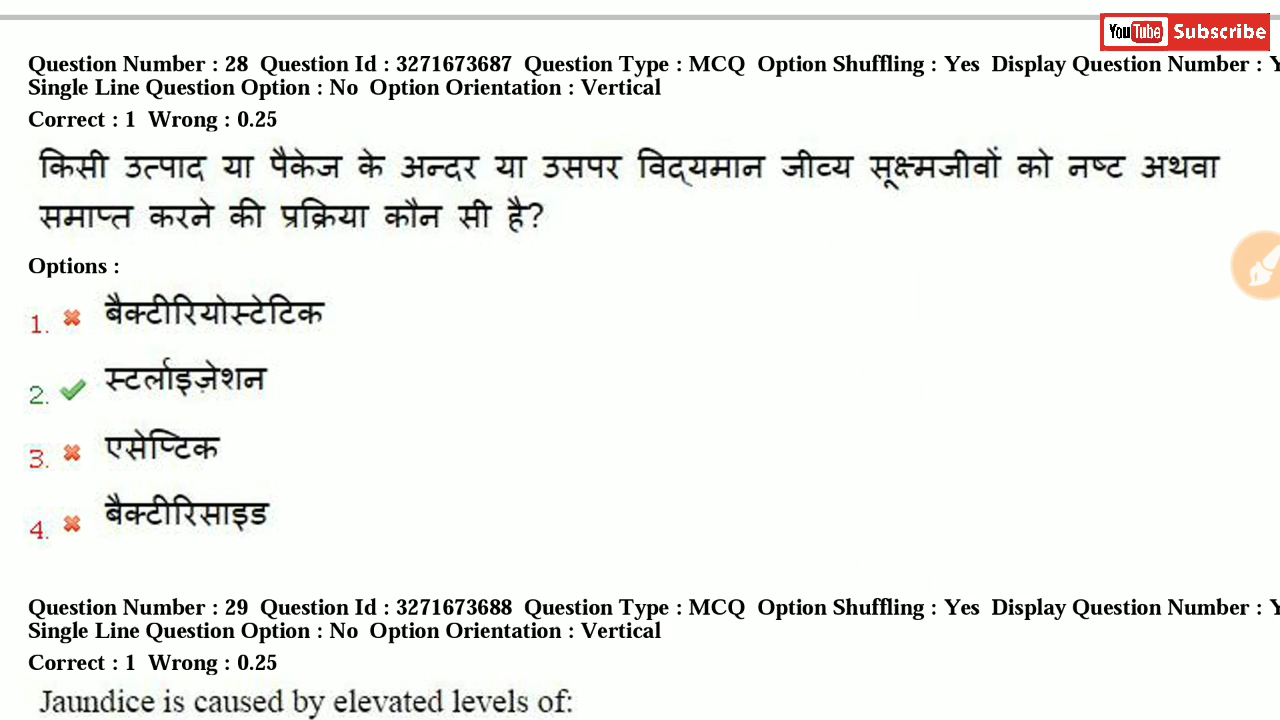 YouTube Subscribe
Question Number : 28 Question Id : 3271673687 Question Type : MCQ Option Shuffling : Yes Display Question Number : Y
Single Line Question Option : No Option Orientation : Vertical
Correct : 1 Wrong : 0.25
किसी उत्पाद या पैकेज के अन्दर या उसपर विद्यमान जीव्य सूक्ष्मजीवों को नष्ट अथवा
समाप्त करने की प्रक्रिया कौन सी है?
Options :
1. बैक्टीरियोस्टेटिक
2. स्टर्लाइज़ेशन
3. एसेप्टिक
4. बैक्टीरिसाइड
Question Number : 29 Question Id : 3271673688 Question Type : MCQ Option Shuffling : Yes Display Question Number : Y
Single Line Question Option : No Option Orientation : Vertical
Correct : 1 Wrong : 0.25
Jaundice is caused by elevated levels of: